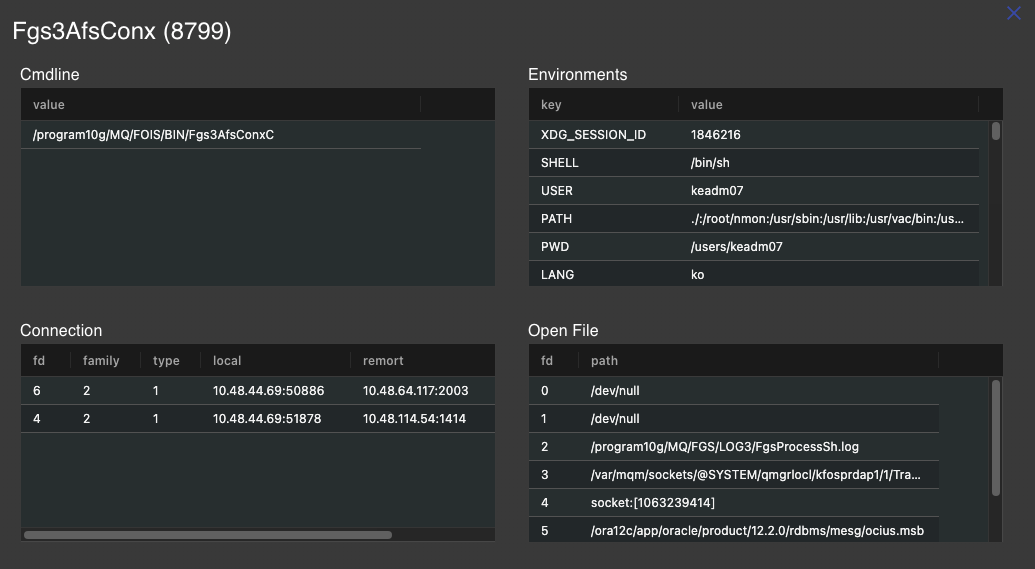 Fgs3AfsConx (8799)
Cmdline
value
/program10g/MQ/FOIS/BIN/Fgs3AfsConxC
Environments
key value
XDG_SESSION_ID 1846216
SHELL /bin/sh
USER keadm07
PATH ./:/root/nmon:/usr/sbin:/usr/lib:/usr/vac/bin:/us...
PWD /users/keadm07
LANG ko
Connection
fd family type local remort
6 2 1 10.48.44.69:50886 10.48.64.117:2003
4 2 1 10.48.44.69:51878 10.48.114.54:1414
Open File
fd path
0 /dev/null
1 /dev/null
2 /program10g/MQ/FGS/LOG3/FgsProcessSh.log
3 /var/mqm/sockets/@SYSTEM/qmgrlocl/kfosprdap1/1/Tra...
4 socket:[1063239414]
5 /ora12c/app/oracle/product/12.2.0/rdbms/mesg/ocius.msb